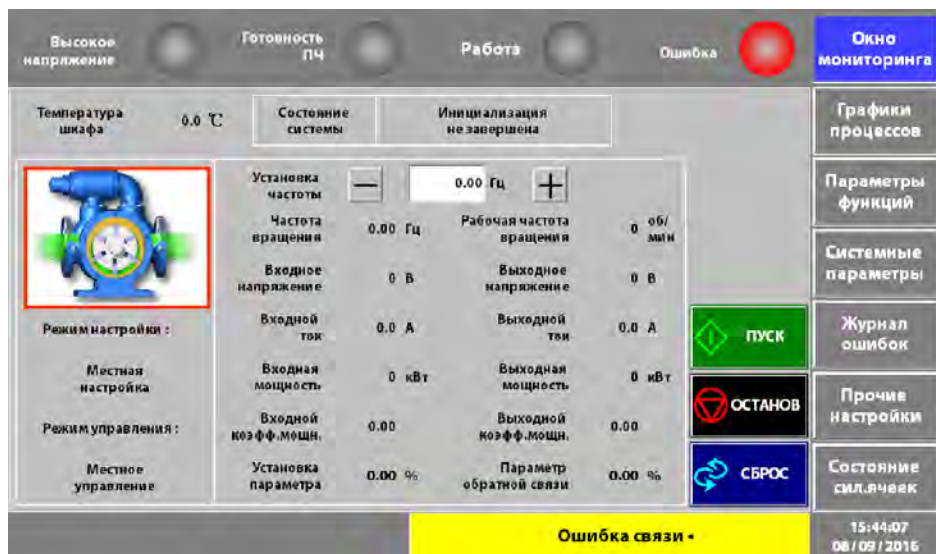 Высокое
напряжение
Готовность
ПЧ
Работа
Ошибка
Окно
мониторинга
Температура
шкафа
0.0 ℃
Состояние
системы
Инициализация
не завершена
Графики
процессов
Установка
частоты
—
0.00 Гц
+
Параметры
функций
Частота
вращения
0.00 Гц
Рабочая частота
вращения
0 об/
мин
Системные
параметры
Входное
напряжение
0 В
Выходное
напряжение
0 В
Режим настройки :
Входной
ток
0.0 А
Выходной
ток
0.0 А
ПУСК
Журнал
ошибок
Местная
настройка
Входная
мощность
0 кВт
Выходная
мощность
0 кВт
ОСТАНОВ
Прочие
настройки
Режим управления :
Входной
коэфф.мощн.
0.00
Выходной
коэфф.мощн.
0.00
Местное
управление
Установка
параметра
0.00 %
Параметр
обратной связи
0.00 %
СБРОС
Состояние
сил.ячеек
Ошибка связи •
15:44:07
08/09/2016